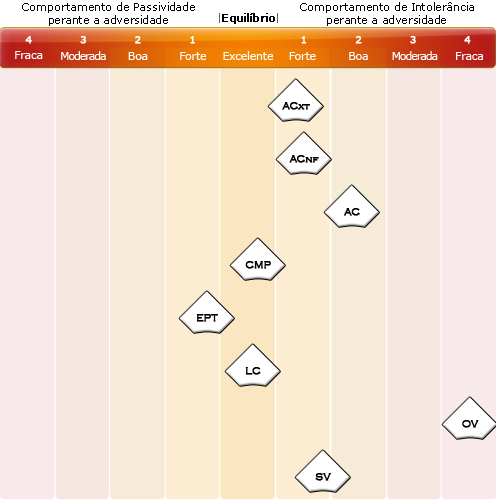 Comportamento de Passividade
perante a adversidade
|Equilíbrio|
Comportamento de Intolerância
perante a adversidade
4 3 2 1 1 2 3 4
Fraca Moderada Boa Forte Excelente Forte Boa Moderada Fraca
ACXT
ACNF
AC
CMP
EPT
LC
OV
SV